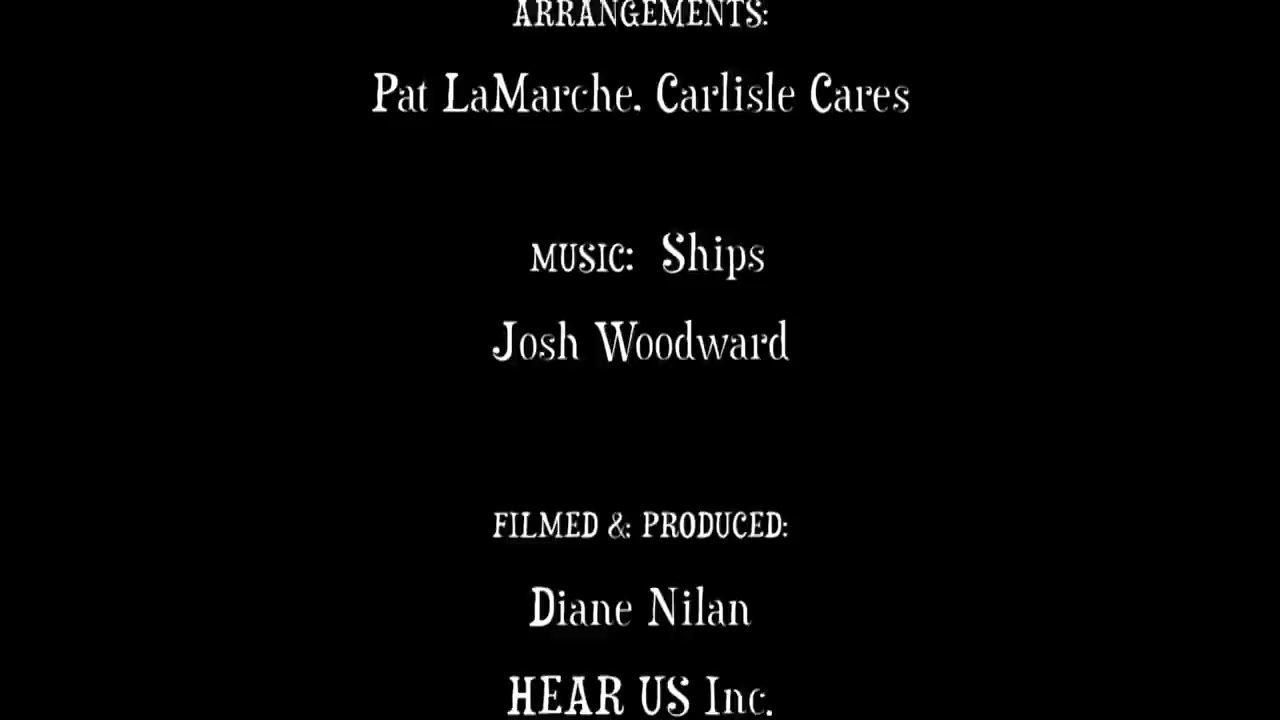 ARRANGEMENTS:
Pat LaMarche, Carlisle Cares
MUSIC: Ships
Josh Woodward
FILMED & PRODUCED:
Diane Nilan
HEAR US Inc.